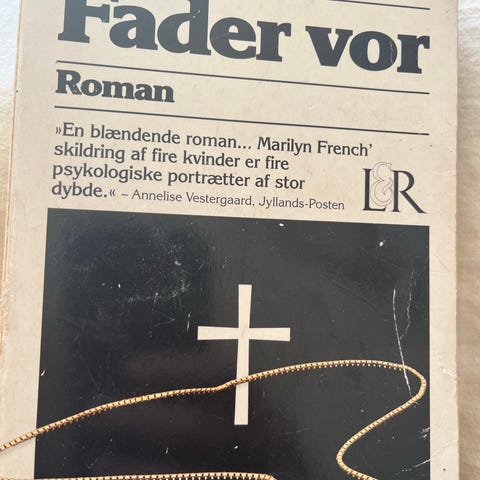 Fader vor
Roman
»En blændende roman... Marilyn French'
skildring af fire kvinder er fire
psykologiske portrætter af stor
dybde.« – Annelise Vestergaard, Jyllands-Posten
L&R